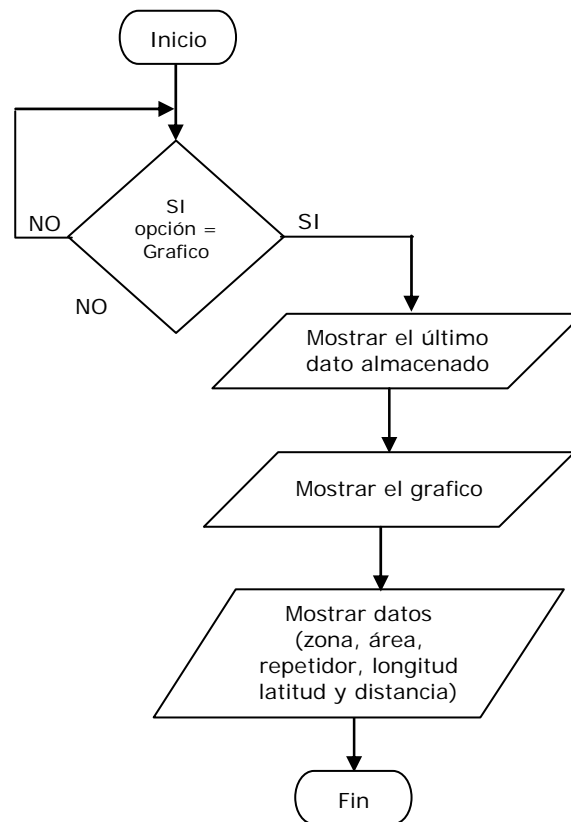 Inicio
SI
opción =
Grafico
NO
SI
NO
Mostrar el último
dato almacenado
Mostrar el grafico
Mostrar datos
(zona, área,
repetidor, longitud
latitud y distancia)
Fin